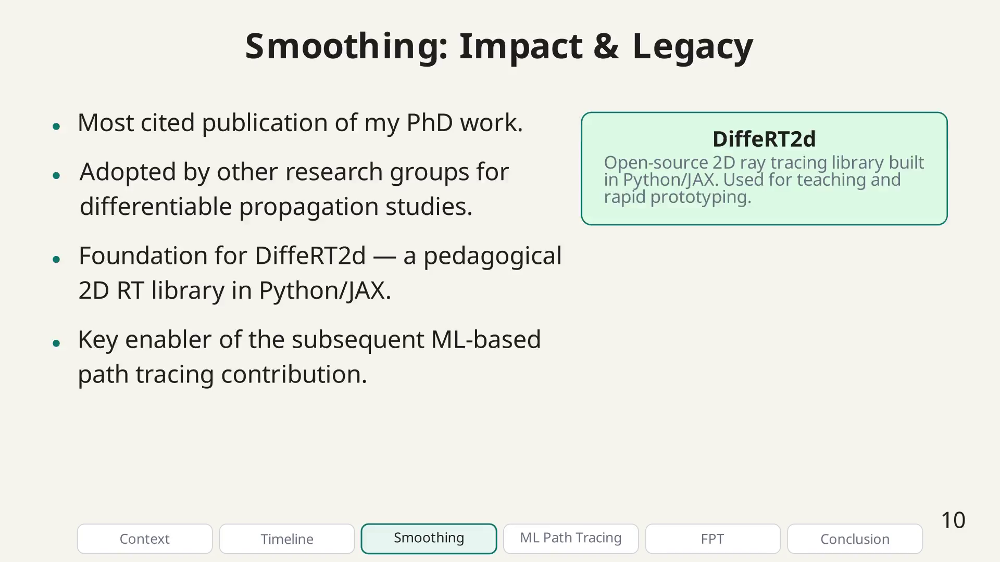 Smoothing: Impact & Legacy
• Most cited publication of my PhD work.
• Adopted by other research groups for
differentiable propagation studies.
• Foundation for DiffeRT2d — a pedagogical
2D RT library in Python/JAX.
• Key enabler of the subsequent ML-based
path tracing contribution.
DiffeRT2d
Open-source 2D ray tracing library built
in Python/JAX. Used for teaching and
rapid prototyping.
10
Context
Timeline
Smoothing
ML Path Tracing
FPT
Conclusion